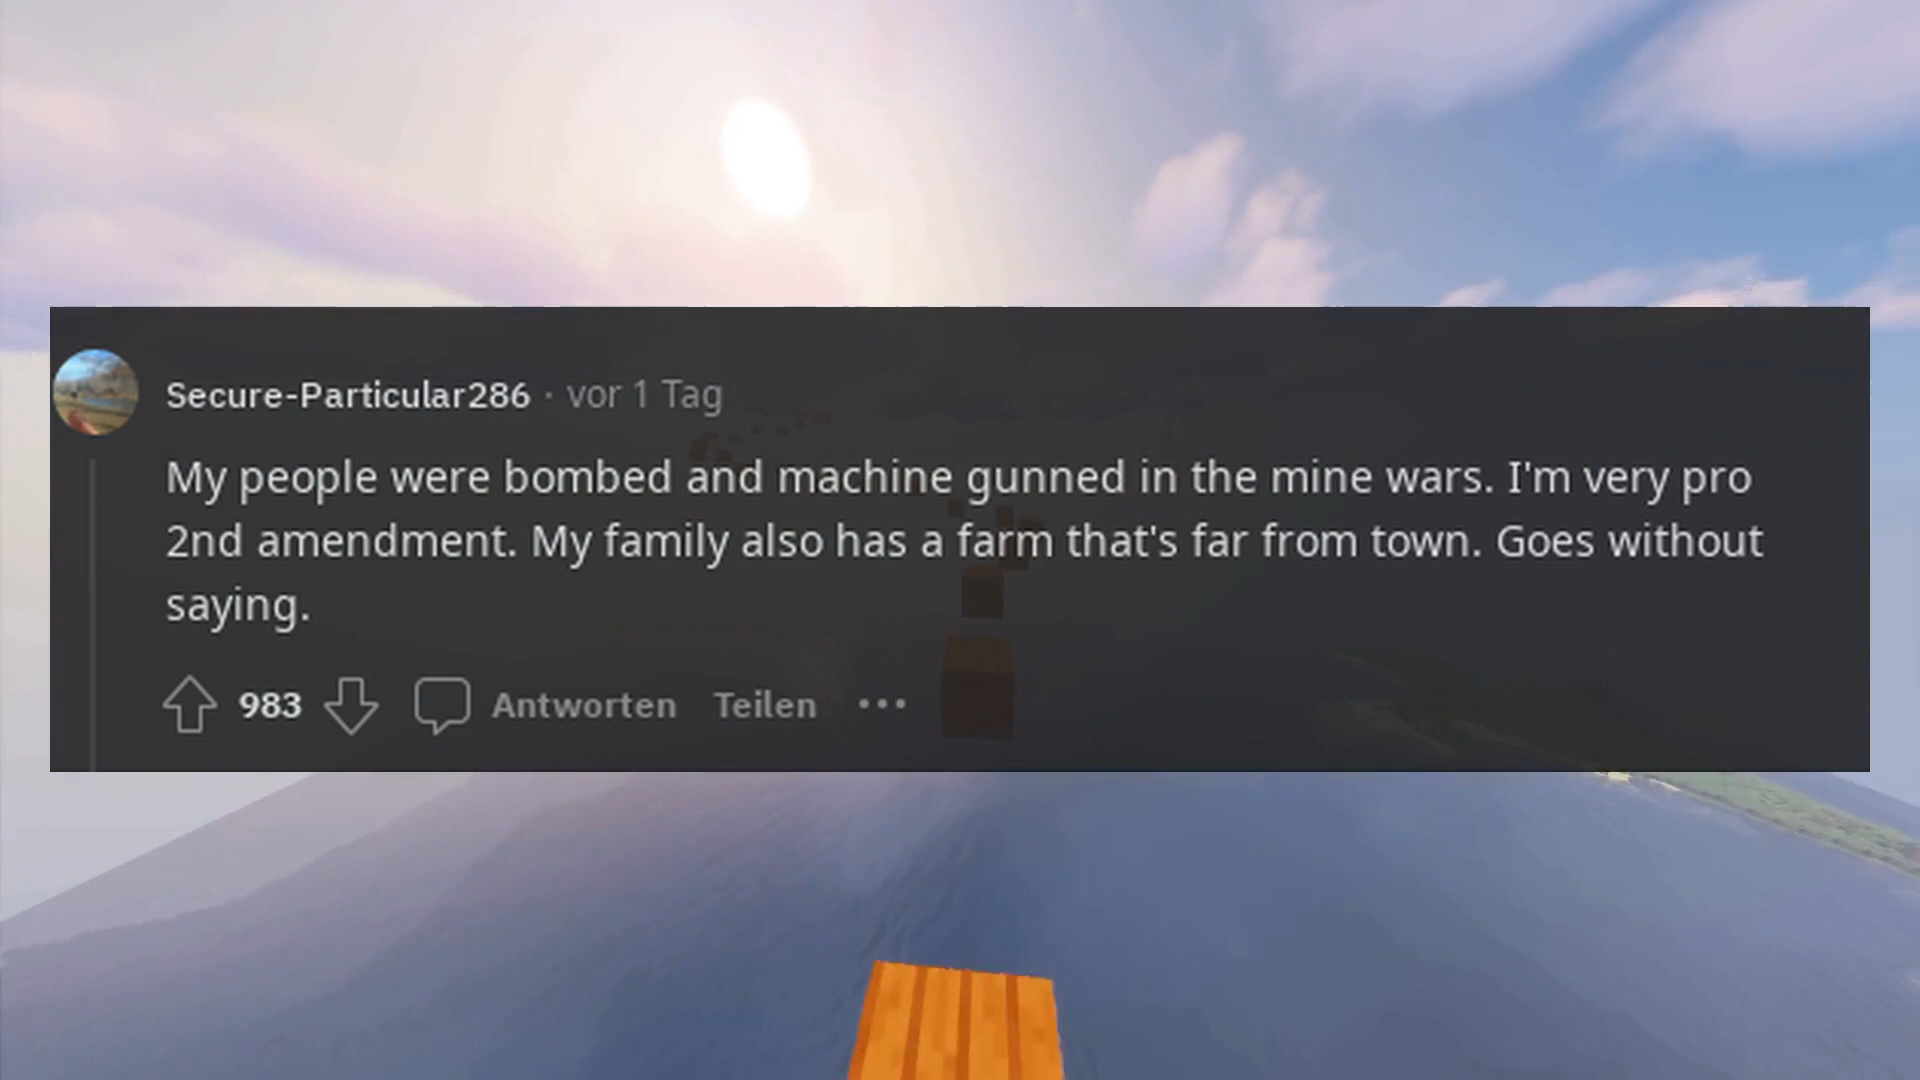 Secure-Particular286 · vor 1 Tag
My people were bombed and machine gunned in the mine wars. I'm very pro
2nd amendment. My family also has a farm that's far from town. Goes without
saying.
983 Antworten Teilen ...